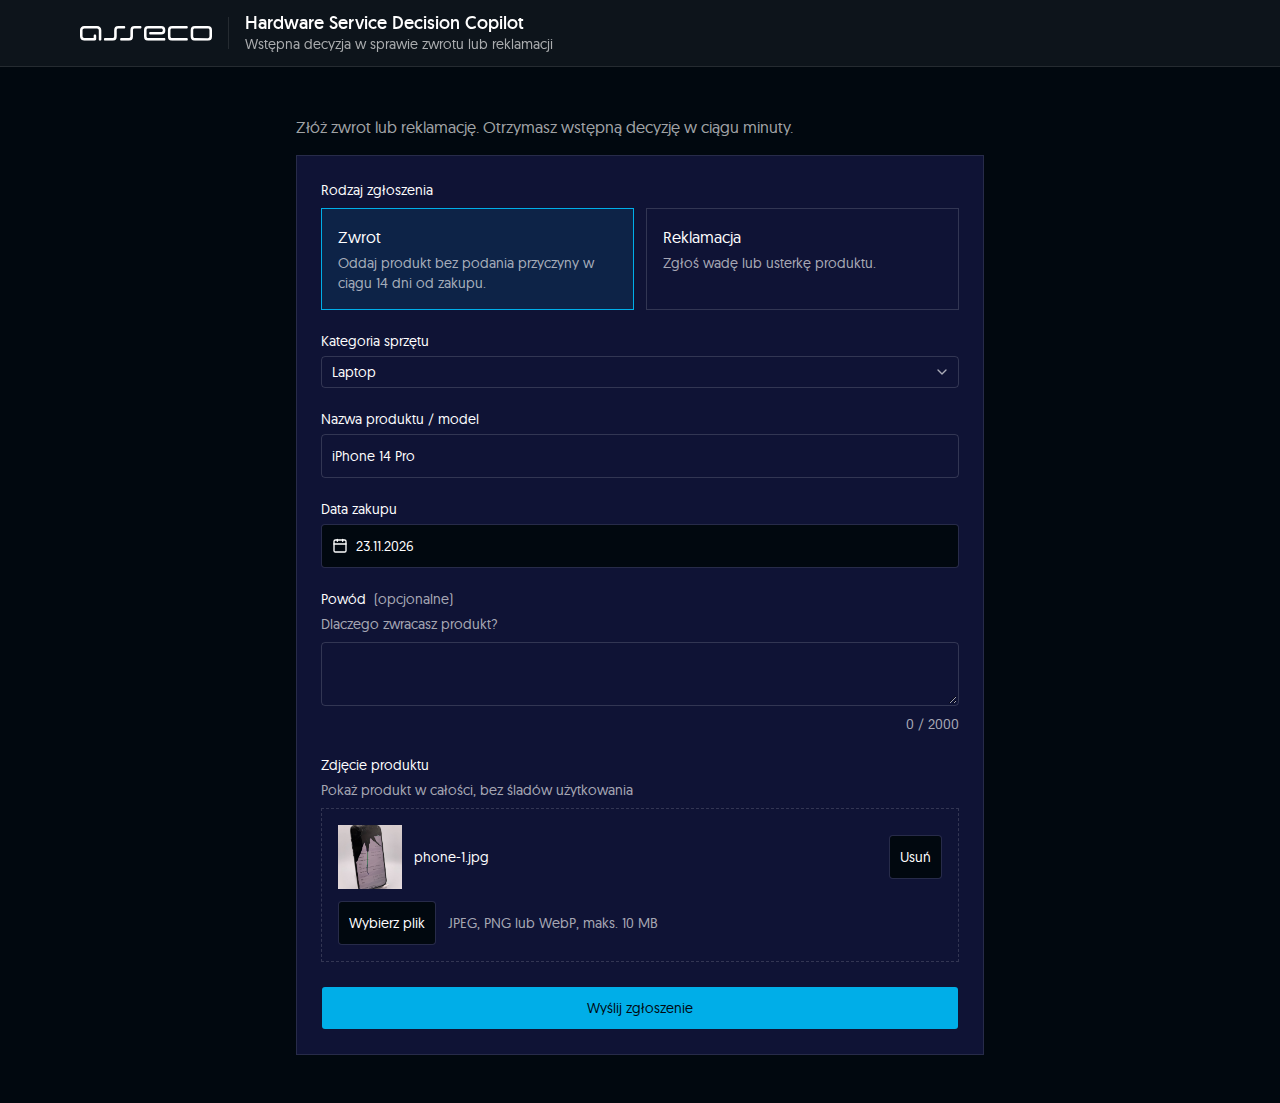 asseco
Hardware Service Decision Copilot
Wstępna decyzja w sprawie zwrotu lub reklamacji
Złóż zwrot lub reklamację. Otrzymasz wstępną decyzję w ciągu minuty.
Rodzaj zgłoszenia
Zwrot
Oddaj produkt bez podania przyczyny w
ciągu 14 dni od zakupu.
Reklamacja
Zgłoś wadę lub usterkę produktu.
Kategoria sprzętu
Laptop
Nazwa produktu / model
iPhone 14 Pro
Data zakupu
23.11.2026
Powód (opcjonalne)
Dlaczego zwracasz produkt?
0 / 2000
Zdjęcie produktu
Pokaż produkt w całości, bez śladów użytkowania
phone-1.jpg
Usuń
Wybierz plik
JPEG, PNG lub WebP, maks. 10 MB
Wyślij zgłoszenie